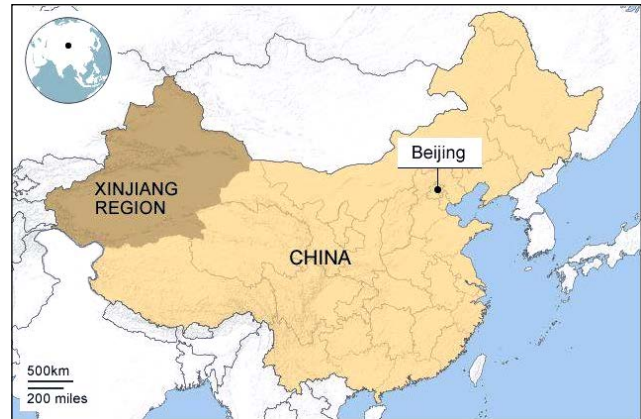 Beijing
XINJIANG
REGION
CHINA
500km
200 miles